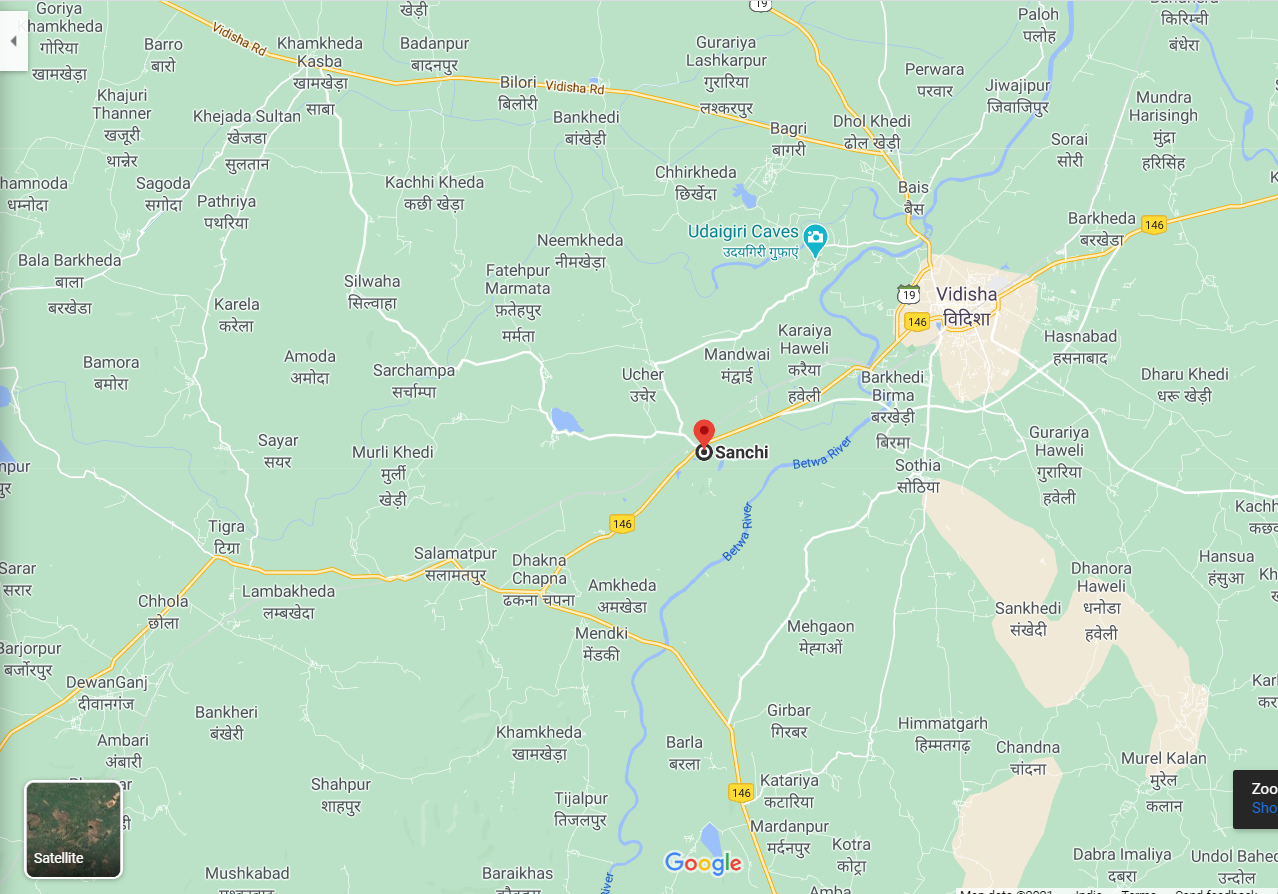 Goriya
Khamkheda
गोरिया
खामखेड़ा
खेड़ी
19
Paloh
पलोह
किरिम्ची
बंधेरा
Barro
बारो
Vidisha Rd
Khamkheda
Kasba
खामखेड़ा
साबा
Badanpur
बादनपुर
Gurariya
Lashkarpur
गुरारिया
लश्करपुर
Perwara
परवार
Jiwajipur
जिवाजिपुर
Bilori
बिलोरी
Vidisha Rd
Khajuri
Thanner
खजूरी
थान्नेर
Khejada Sultan
खेजडा
सुलतान
Bankhedi
बांखेड़ी
Bagri
बागरी
Dhol Khedi
ढोल खेड़ी
Mundra
Harisingh
मुंद्रा
हरिसिंह
Sorai
सोरी
Chhirkheda
छिर्खेदा
hamnoda
धम्नोदा
Sagoda
सगोदा
Kachhi Kheda
कछी खेड़ा
Pathriya
पथरिया
Bais
बैस
Barkheda
बरखेडा
146
Udaigiri Caves
उदयगिरी गुफ़ाएं
Neemkheda
नीमखेड़ा
Bala Barkheda
बाला
बरखेडा
Silwaha
सिल्वाहा
Fatehpur
Marmata
फ़तेहपुर
मर्मता
Karela
करेला
19
146
Vidisha
विदिशा
Karaiya
Haweli
करैया
हवेली
Hasnabad
हसनाबाद
Bamora
बमोरा
Amoda
अमोदा
Sarchampa
सर्चाम्पा
Ucher
उचेर
Mandwai
मंद्वाई
Barkhedi
Birma
बरखेड़ी
बिरमा
Dharu Khedi
धरू खेड़ी
Sayar
सयर
Murli Khedi
मुर्ली
खेड़ी
Sanchi
Betwa River
Gurariya
Haweli
गुरारिया
हवेली
Sothia
सोठिया
146
Betwa River
Tigra
टिग्रा
Salamatpur
सलामतपुर
Dhakna
Chapna
ढकना चपना
Amkheda
अमखेडा
Hansua
हंसुआ
Dhanora
Haweli
धनोडा
हवेली
Sarar
सरार
Lambakheda
लम्बखेदा
Chhola
छोला
Sankhedi
संखेदी
Mendki
मेंडकी
Mehgaon
मेह्गओं
Barjorpur
बर्जोरपुर
DewanGanj
दीवानगंज
Bankheri
बंखेरी
Ambari
अंबारी
Khamkheda
खामखेड़ा
Barla
बरला
Girbar
गिरबर
Himmatgarh
हिम्मतगढ़
Chandna
चांदना
Murel Kalan
मुरेल
कलान
Shahpur
शाहपुर
Tijalpur
तिजलपुर
146
Katariya
कटारिया
Mardanpur
मर्दनपुर
Kotra
कोट्रा
Dabra Imaliya
दबरा
Undol Bahed
उन्दोल
Satellite
Google
Mushkabad
Baraikhas
Zoo
Sho